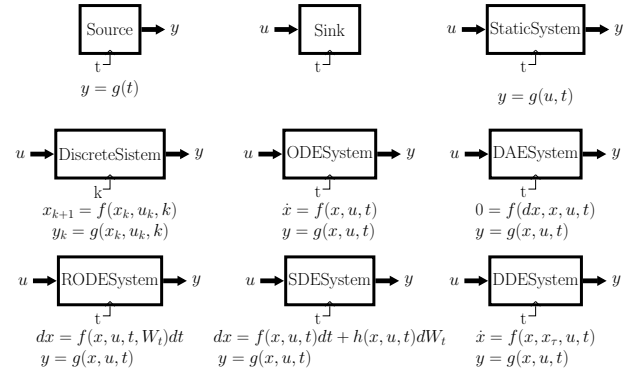 Source y
u Sink
u StaticSystem y
t t t
y = g(t) y = g(u, t)
u DiscreteSistem y
u ODESystem y
u DAESystem y
k t t
x_{k+1} = f(x_k, u_k, k) ẋ = f(x, u, t) 0 = f(dx, x, u, t)
y_k = g(x_k, u_k, k) y = g(x, u, t) y = g(x, u, t)
u RODESystem y
u SDESystem y
u DDESystem y
t t t
dx = f(x, u, t, W_t)dt dx = f(x, u, t)dt + h(x, u, t)dW_t ẋ = f(x, x_τ, u, t)
y = g(x, u, t) y = g(x, u, t) y = g(x, u, t)